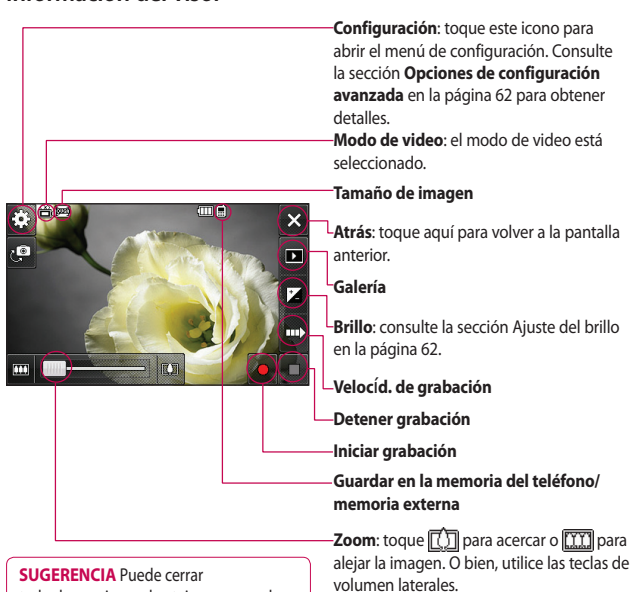 Configuración: toque este icono para
abrir el menú de configuración. Consulte
la sección Opciones de configuración
avanzada en la página 62 para obtener
detalles.
Modo de video: el modo de video está
seleccionado.
Tamaño de imagen
Atrás: toque aquí para volver a la pantalla
anterior.
Galería
Brillo: consulte la sección Ajuste del brillo
en la página 62.
Velocíd. de grabación
Detener grabación
Iniciar grabación
Guardar en la memoria del teléfono/
memoria externa
Zoom: toque para acercar o para
alejar la imagen. O bien, utilice las teclas de
volumen laterales.
SUGERENCIA Puede cerrar